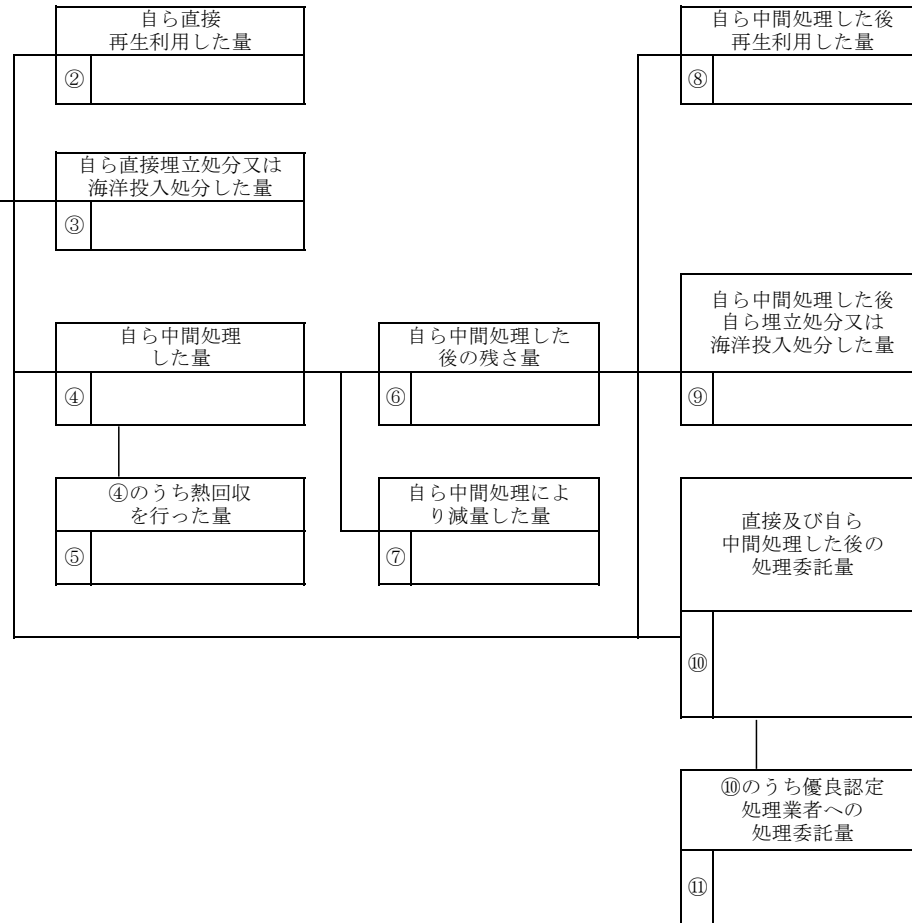 自ら直接
再生利用した量
②
自ら直接埋立処分又は
海洋投入処分した量
③
自ら中間処理
した量
④
④のうち熱回収
を行った量
⑤
自ら中間処理した
後の残さ量
⑥
自ら中間処理によ
り減量した量
⑦
自ら中間処理した後
再生利用した量
⑧
自ら中間処理した後
自ら埋立処分又は
海洋投入処分した量
⑨
直接及び自ら
中間処理した後の
処理委託量
⑩
⑩のうち優良認定
処理業者への
処理委託量
⑪